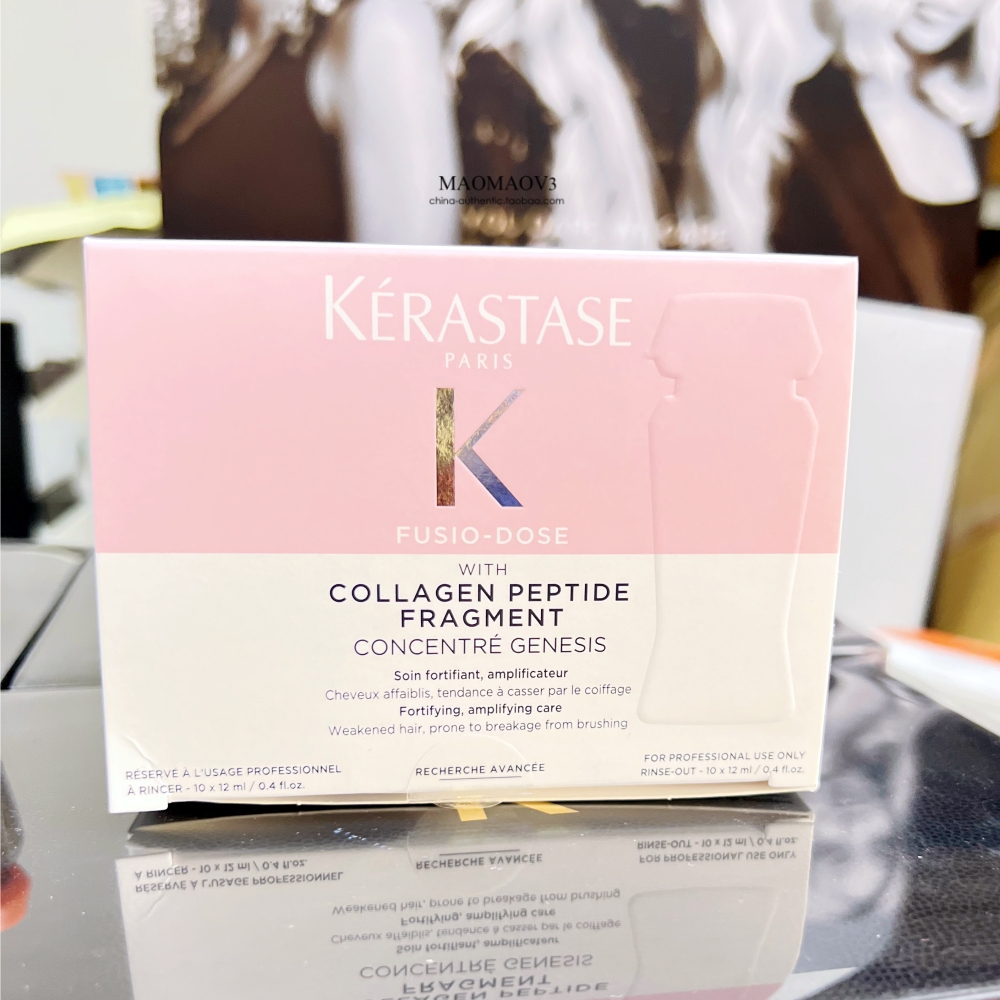 MAOMAOV3
china-authentic.taobao.com
KÉRASTASE
PARIS
K
FUSIO-DOSE
WITH
COLLAGEN PEPTIDE
FRAGMENT
CONCENTRÉ GENESIS
Soin fortifiant, amplificateur
Cheveux affaiblis, tendance à casser par le coiffage
Fortifying, amplifying care
Weakened hair, prone to breakage from brushing
RÉSERVÉ À L'USAGE PROFESSIONNEL
À RINCER - 10 x 12 ml / 0.4 fl.oz.
RECHERCHE AVANCÉE
FOR PROFESSIONAL USE ONLY
RINSE-OUT - 10 x 12 ml / 0.4 fl.oz.